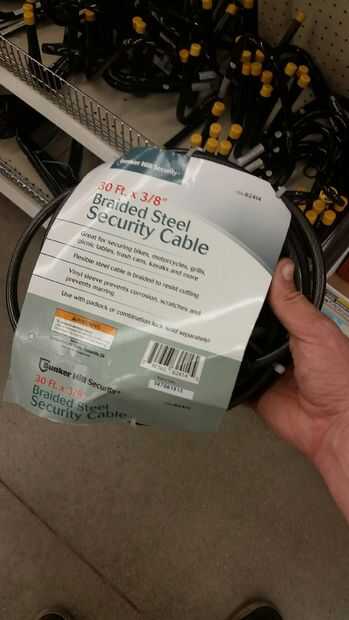 Bunker Hill Security
ITEM 62414
30 Ft. x 3/8"
Braided Steel
Security Cable
Great for securing bikes, motorcycles, grills,
picnic tables, trash cans, kayaks and more
Flexible steel cable is braided to resist cutting
Vinyl sleeve prevents corrosion, scratches and
prevents marring
Use with padlock or combination lock (sold separately)
Bunker Hill Security
30 Ft. x 3/8"
Braided Steel
Security Cable